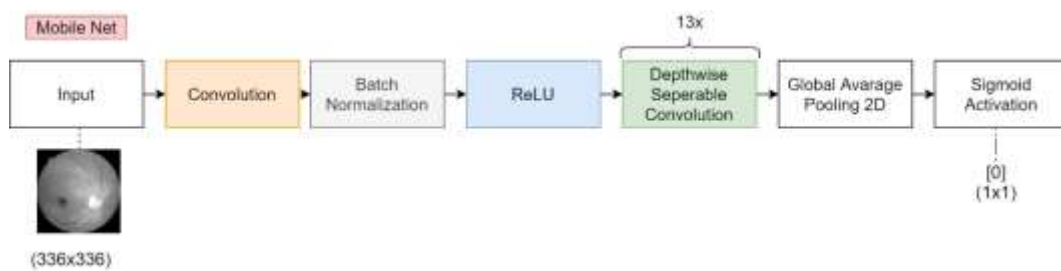 Mobile Net
13x
Input
Convolution
Batch
Normalization
ReLU
Depthwise
Seperable
Convolution
Global Avarage
Pooling 2D
Sigmoid
Activation
[0]
(1x1)
(336x336)